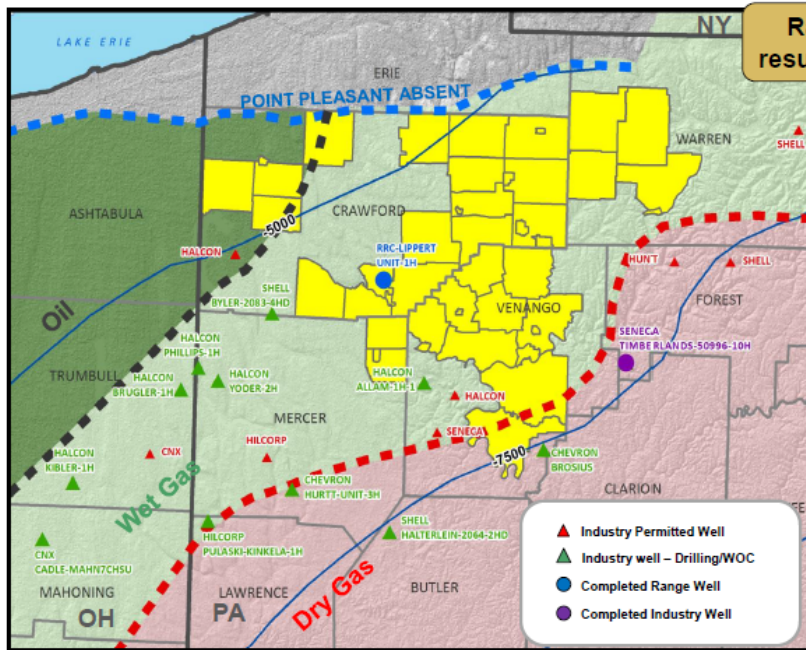 NY
R
resu
LAKE ERIE
ERIE
POINT PLEASANT ABSENT
WARREN
SHELL
ASHTABULA
CRAWFORD
-5000
HALCON
RRC-LIPPERT
UNIT-1H
HUNT
SHELL
FOREST
SHELL
BYLER-2083-4HD
Oil
VENANGO
SENECA
TIMBERLANDS-50996-10H
HALCON
PHILLIPS-1H
TRUMBULL
HALCON
BRUGLER-1H
HALCON
YODER-2H
HALCON
ALLAM-1H-1
HALCON
MERCER
SENECA
HALCON
KIBLER-1H
CNX
HILCORP
-7500
CHEVRON
BROSIUS
Wet Gas
CHEVRON
HURTT-UNIT-3H
CLARION
HILCORP
PULASKI-KINKELA-1H
SHELL
HALTERLEIN-2064-2HD
CNX
CADLE-MAHN7CHSU
Dry Gas
MAHONING
LAWRENCE
BUTLER
OH
PA
Industry Permitted Well
Industry well – Drilling/WOC
Completed Range Well
Completed Industry Well